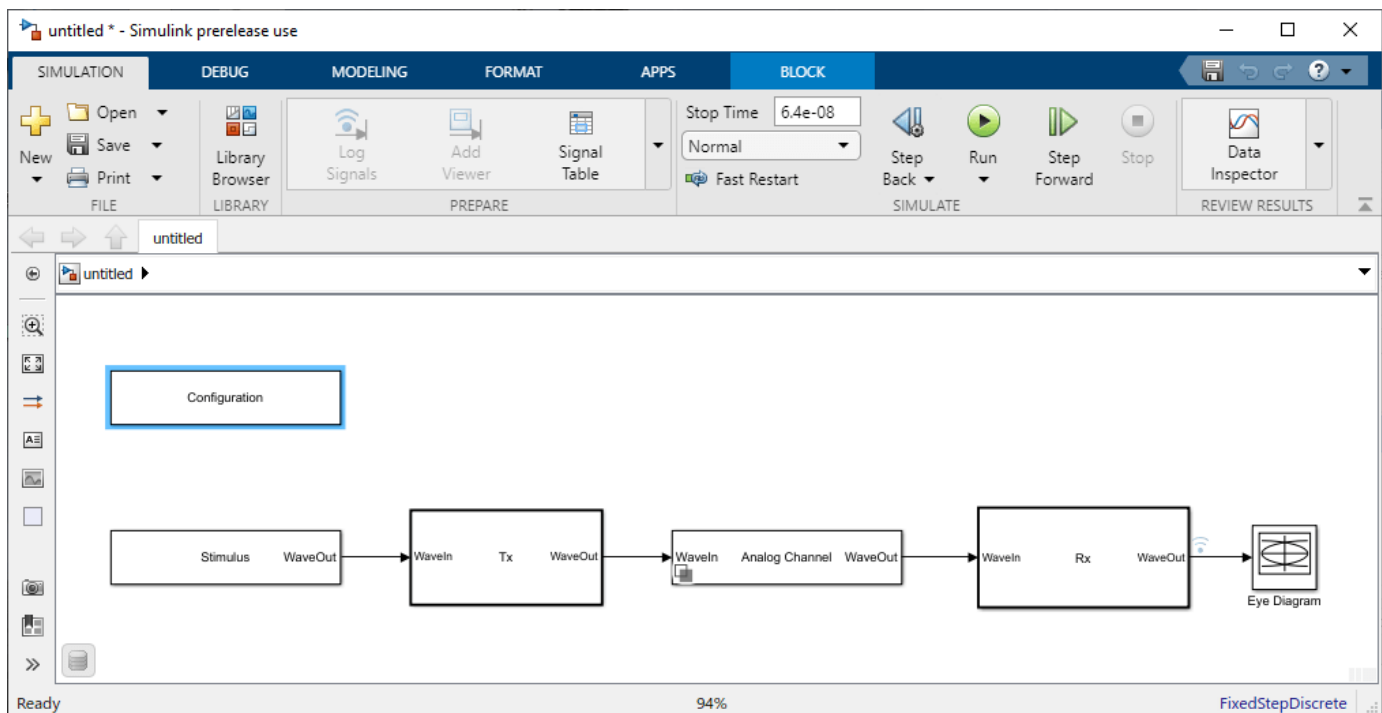 untitled * - Simulink prerelease use
SIMULATION DEBUG MODELING FORMAT APPS BLOCK
?
New
Open
Save
Print
FILE
Library
Browser
LIBRARY
Log
Signals
Add
Viewer
Signal
Table
PREPARE
Stop Time 6.4e-08
Normal
Fast Restart
Step
Back
Run
Step
Forward
Stop
SIMULATE
Data
Inspector
REVIEW RESULTS
untitled
untitled
Configuration
Stimulus WaveOut
WaveIn Tx WaveOut
WaveIn Analog Channel WaveOut
WaveIn Rx WaveOut
Eye Diagram
Ready 94% FixedStepDiscrete